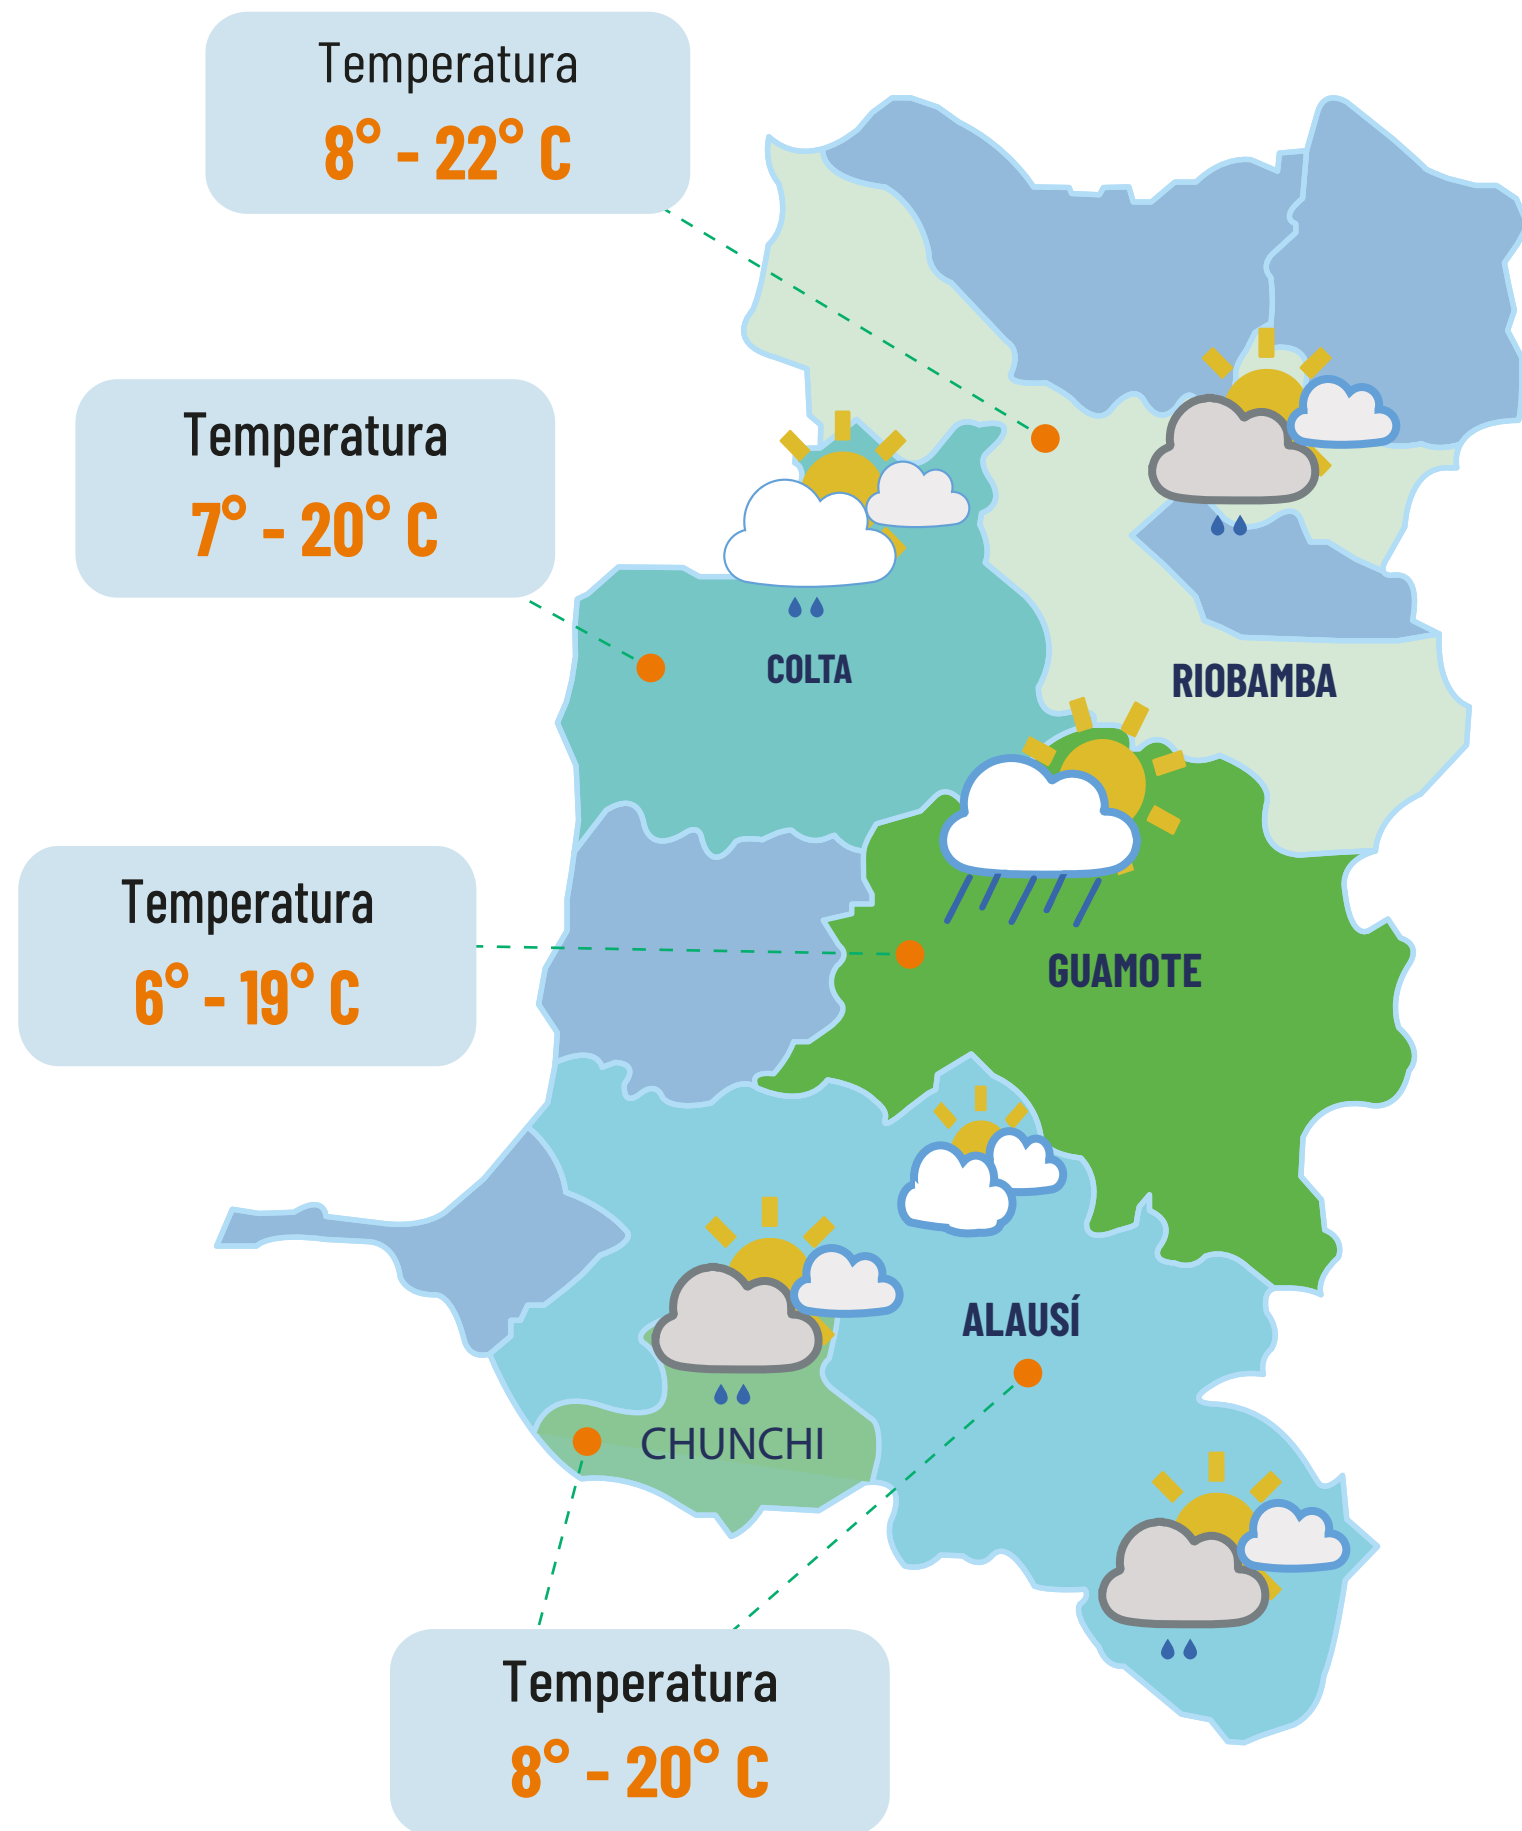 Temperatura
8° - 22° C
Temperatura
7° - 20° C
COLTA
RIOBAMBA
Temperatura
6° - 19° C
GUAMOTE
ALAUSÍ
CHUNCHI
Temperatura
8° - 20° C